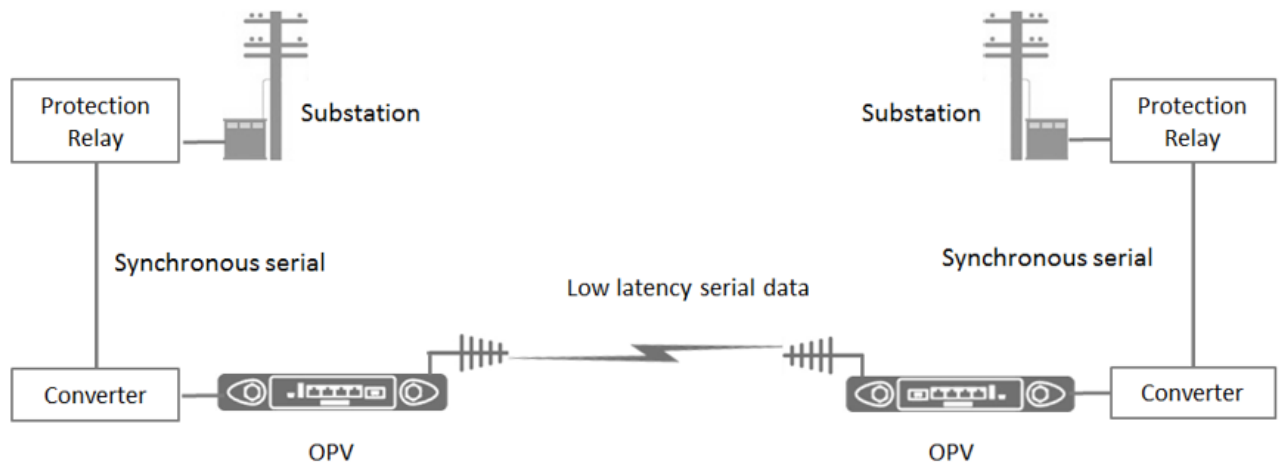 Protection
Relay
Substation
Substation
Protection
Relay
Synchronous serial
Synchronous serial
Low latency serial data
Converter
Converter
OPV
OPV